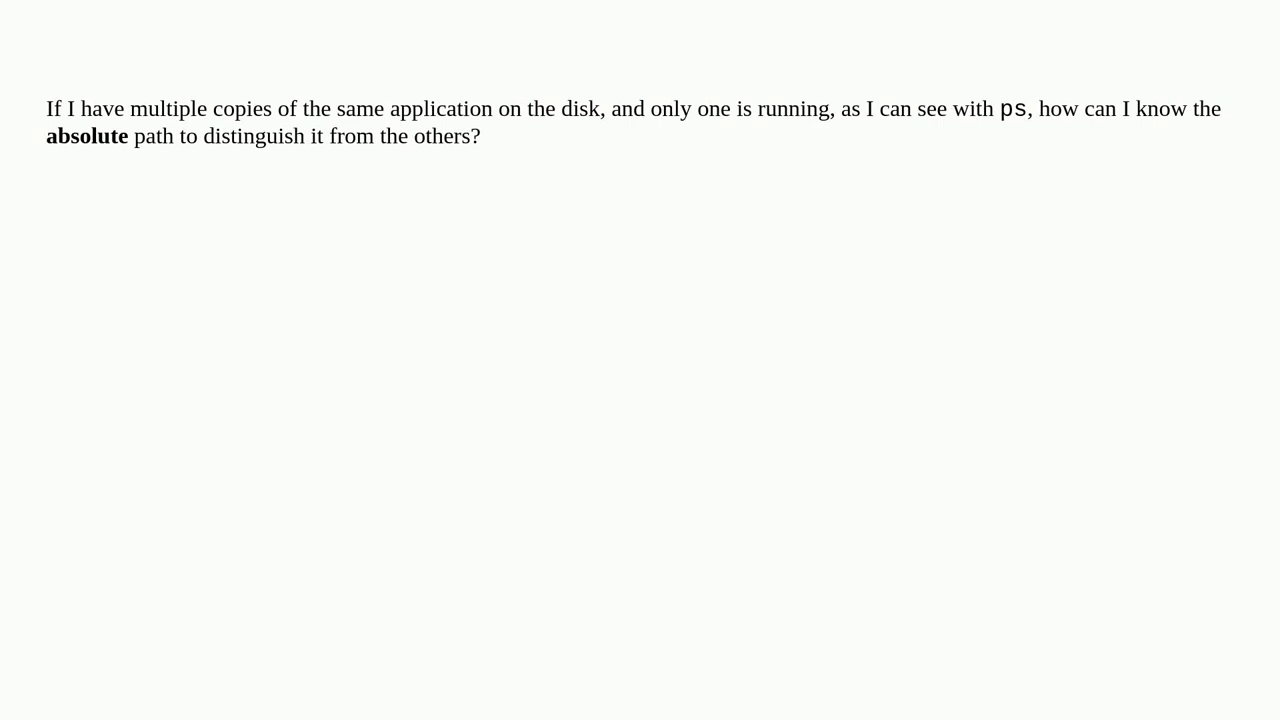 If I have multiple copies of the same application on the disk, and only one is running, as I can see with ps, how can I know the
absolute path to distinguish it from the others?